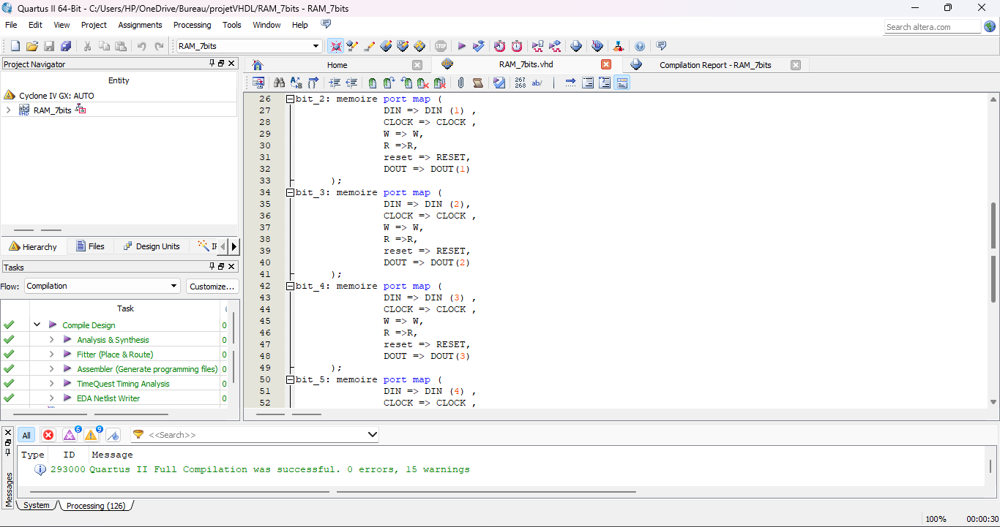 Quartus II 64-Bit - C:/Users/HP/OneDrive/Bureau/projetVHDL/RAM_7bits - RAM_7bits
File Edit View Project Assignments Processing Tools Window Help
Search altera.com
RAM_7bits
Project Navigator
Entity
Cyclone IV GX: AUTO
RAM_7bits
Hierarchy Files Design Units
Tasks
Flow: Compilation Customize...
Task
Compile Design 0
Analysis & Synthesis 0
Fitter (Place & Route) 0
Assembler (Generate programming files) 0
TimeQuest Timing Analysis 0
EDA Netlist Writer 0
Home RAM_7bits.vhd Compilation Report - RAM_7bits
267
268
ab/
26 bit_2: memoire port map (
27 DIN => DIN (1) ,
28 CLOCK => CLOCK ,
29 W => W,
30 R =>R,
31 reset => RESET,
32 DOUT => DOUT(1)
33 );
34 bit_3: memoire port map (
35 DIN => DIN (2),
36 CLOCK => CLOCK ,
37 W => W,
38 R =>R,
39 reset => RESET,
40 DOUT => DOUT(2)
41 );
42 bit_4: memoire port map (
43 DIN => DIN (3) ,
44 CLOCK => CLOCK ,
45 W => W,
46 R =>R,
47 reset => RESET,
48 DOUT => DOUT(3)
49 );
50 bit_5: memoire port map (
51 DIN => DIN (4) ,
52 CLOCK => CLOCK ,
All 6 9 <<Search>>
Type ID Message
293000 Quartus II Full Compilation was successful. 0 errors, 15 warnings
Messages
System Processing (126)
100% 00:00:30